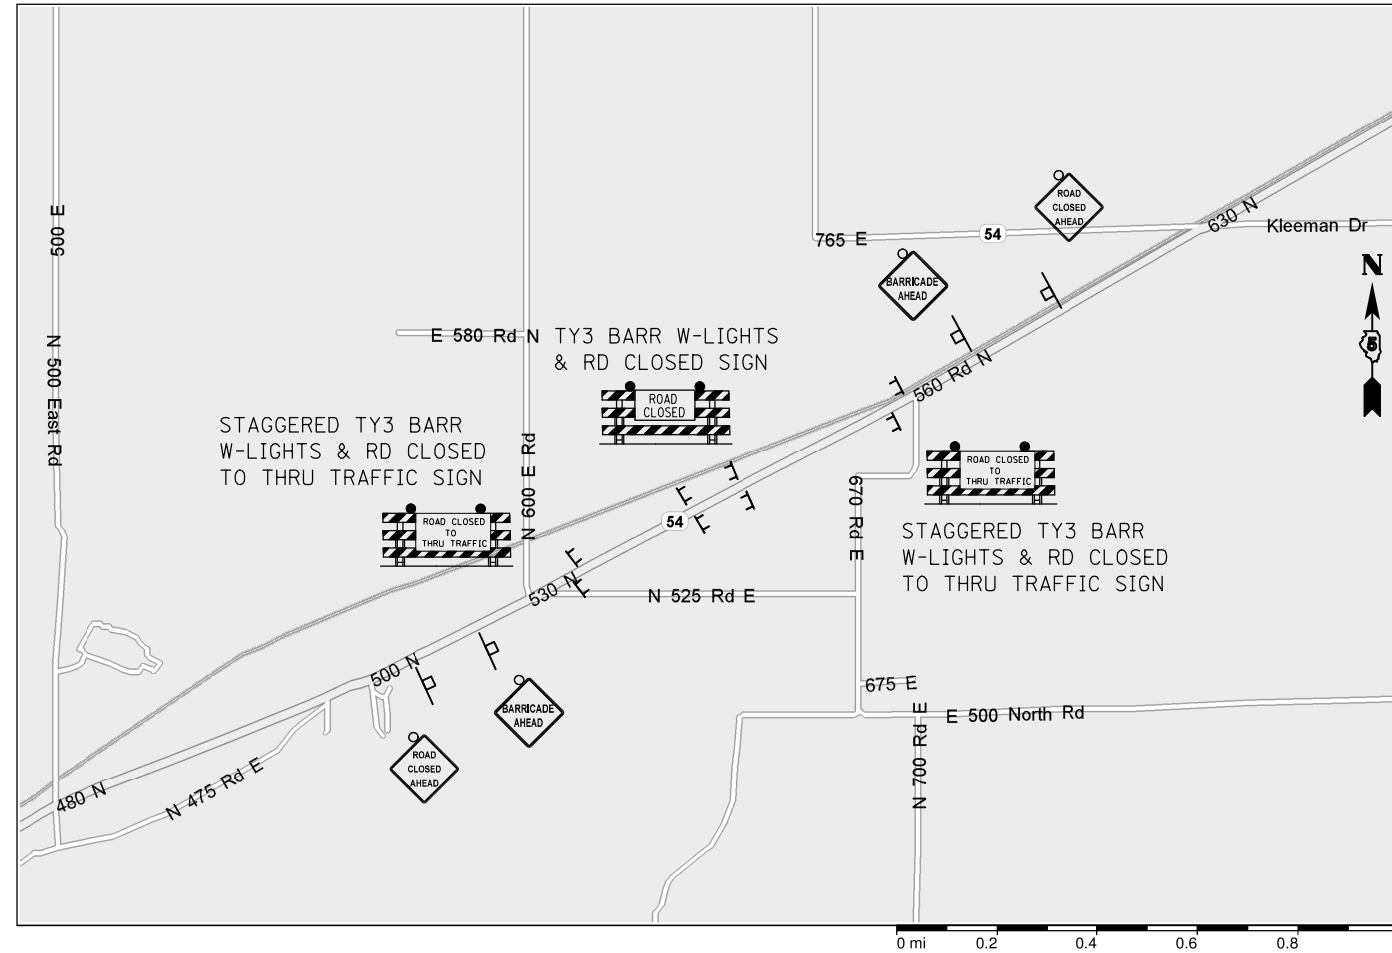 ROAD
CLOSED
AHEAD
500 E
630 N
Kleeman Dr
54
765 E
N
BARRICADE
AHEAD
5
E 580 Rd N
TY3 BARR W-LIGHTS
& RD CLOSED SIGN
N 500 East Rd
560 Rd N
ROAD
CLOSED
STAGGERED TY3 BARR
W-LIGHTS & RD CLOSED
TO THRU TRAFFIC SIGN
N 600 E Rd
ROAD CLOSED
TO
THRU TRAFFIC
670 Rd E
ROAD CLOSED
TO
THRU TRAFFIC
54
STAGGERED TY3 BARR
W-LIGHTS & RD CLOSED
TO THRU TRAFFIC SIGN
530 N
N 525 Rd E
500 N
675 E
BARRICADE
AHEAD
E 500 North Rd
N 700 Rd E
ROAD
CLOSED
AHEAD
480 N
N 475 Rd E
0 mi 0.2 0.4 0.6 0.8